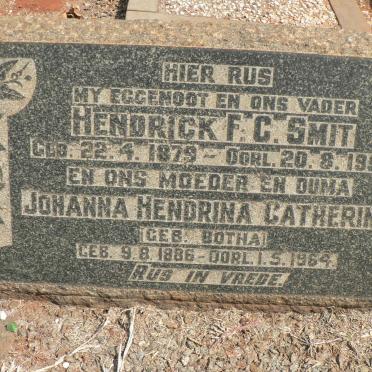 HIER RUS
MY EGGENOOT EN ONS VADER
HENDRICK F. C. SMIT
GEB. 22.4.1879 - OORL. 20.8.19
EN ONS MOEDER EN OUMA
JOHANNA HENDRINA CATHERIN
(GEB. BOTHA)
GEB. 9.8.1886 - OORL. 1.5.1964.
RUS IN VREDE.